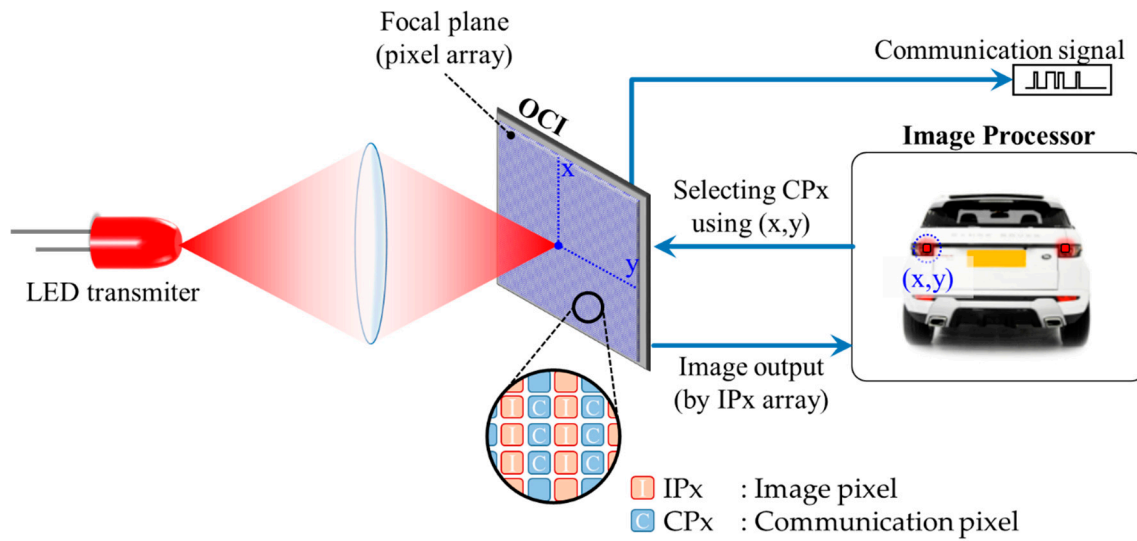 Focal plane
(pixel array)
OCI
x
y
LED transmiter
Communication signal
Image Processor
Selecting CPx
using (x,y)
(x,y)
Image output
(by IPx array)
I C I C
I C I C
I C I C
I IPx : Image pixel
C CPx : Communication pixel